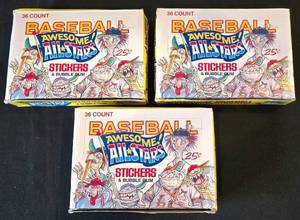 36 COUNT
BASEBALL
AWESOME
ALL-STARS
25¢
STICKERS
& BUBBLE GUM
36 COUNT
BASEBALL
AWESOME
ALL-STARS
25¢
STICKERS
& BUBBLE GUM
36 COUNT
BASEBALL
AWESOME
ALL-STARS
25¢
STICKERS
& BUBBLE GUM